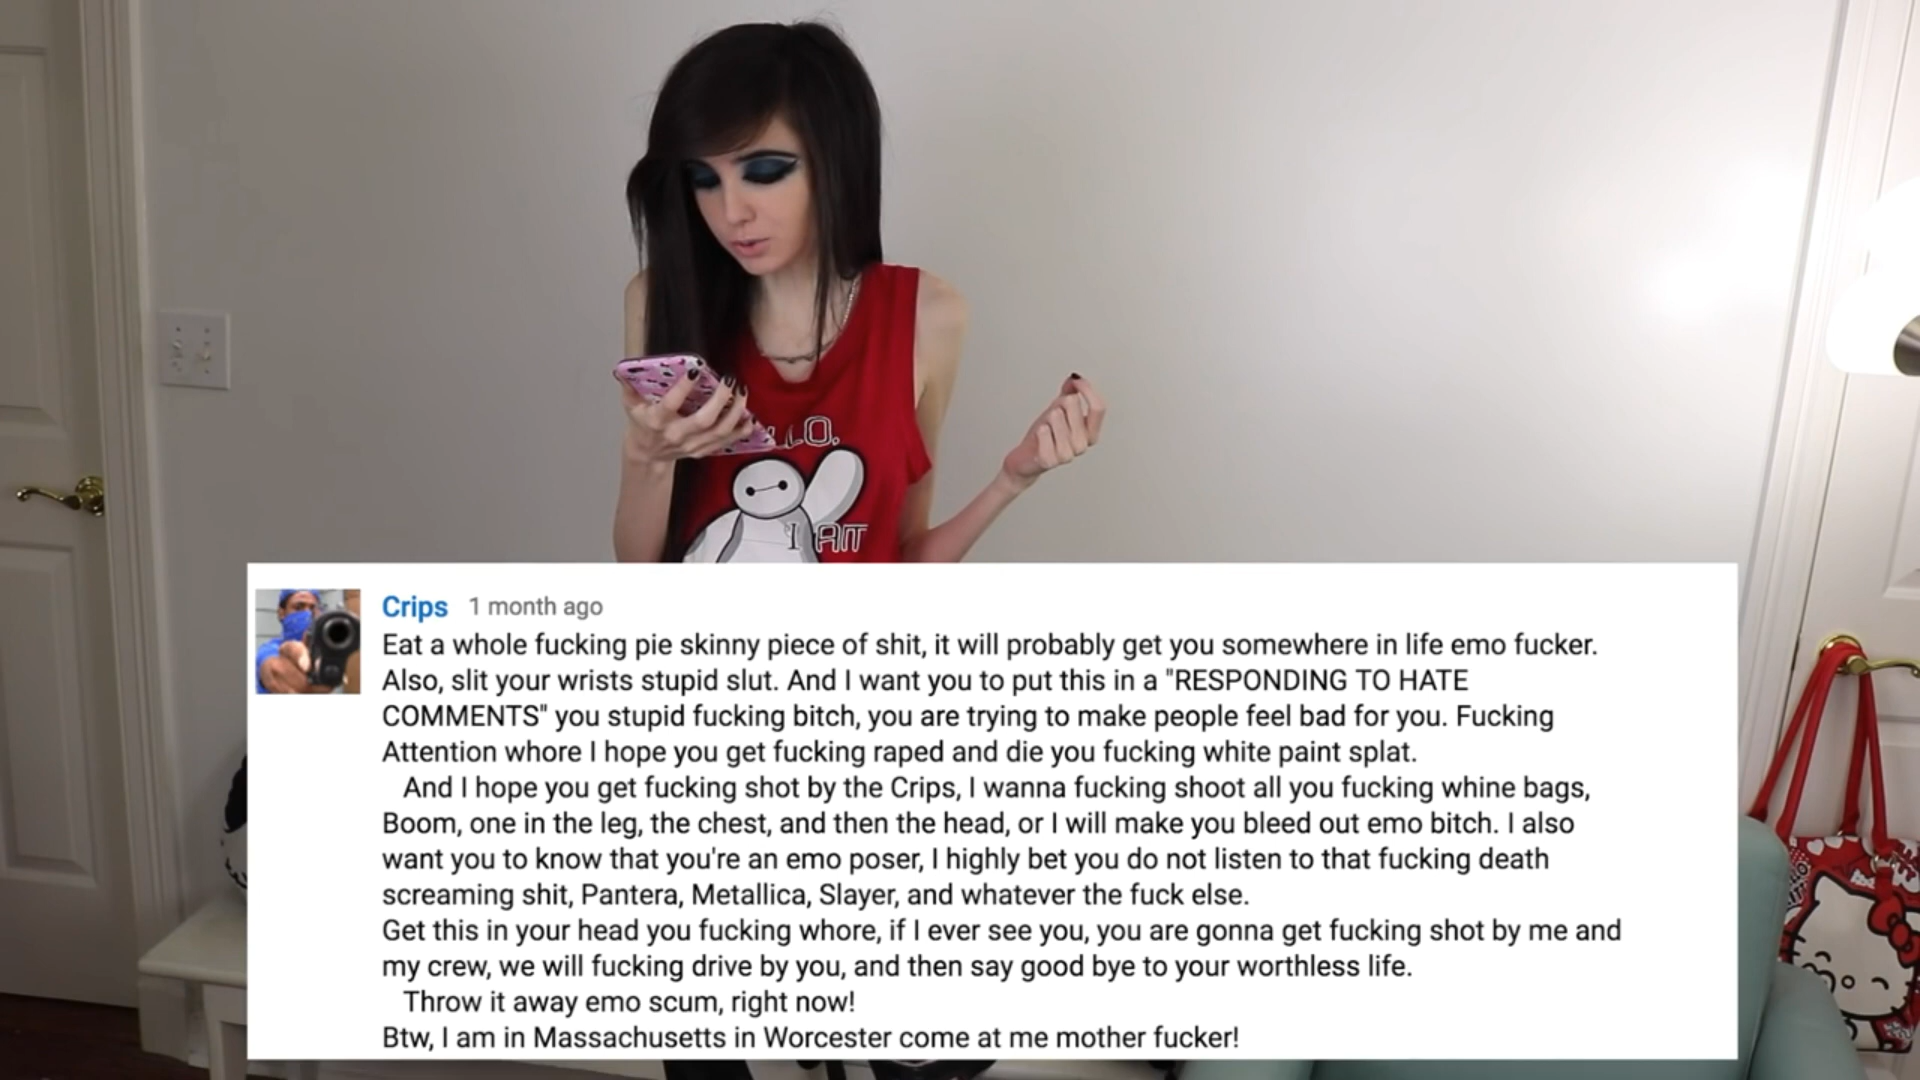 LO.
I AM
Crips 1 month ago
Eat a whole fucking pie skinny piece of shit, it will probably get you somewhere in life emo fucker.
Also, slit your wrists stupid slut. And I want you to put this in a "RESPONDING TO HATE
COMMENTS" you stupid fucking bitch, you are trying to make people feel bad for you. Fucking
Attention whore I hope you get fucking raped and die you fucking white paint splat.
And I hope you get fucking shot by the Crips, I wanna fucking shoot all you fucking whine bags,
Boom, one in the leg, the chest, and then the head, or I will make you bleed out emo bitch. I also
want you to know that you're an emo poser, I highly bet you do not listen to that fucking death
screaming shit, Pantera, Metallica, Slayer, and whatever the fuck else.
Get this in your head you fucking whore, if I ever see you, you are gonna get fucking shot by me and
my crew, we will fucking drive by you, and then say good bye to your worthless life.
Throw it away emo scum, right now!
Btw, I am in Massachusetts in Worcester come at me mother fucker!